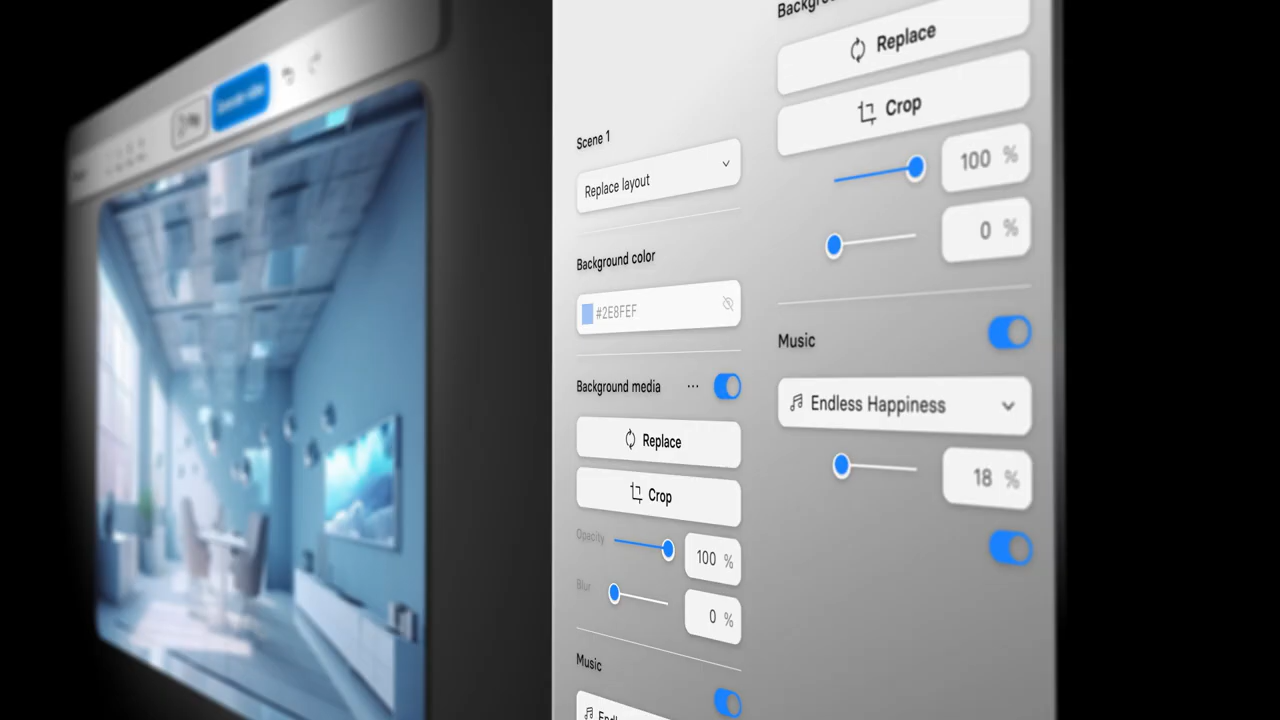 Scene 1
Replace layout
Background color
#2E8FEF
Background media
Replace
Crop
Opacity
100 %
Blur
0 %
Music
Replace
Crop
100 %
0 %
Music
Endless Happiness
18 %